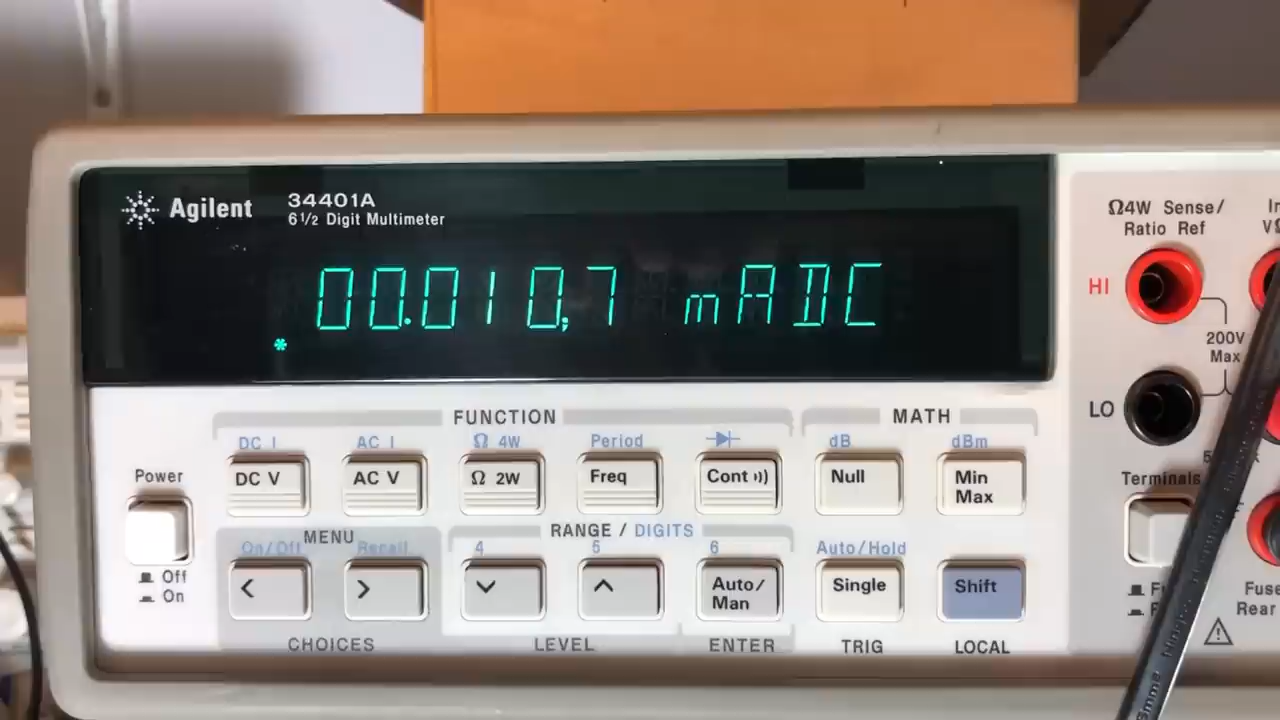 Agilent
34401A
6½ Digit Multimeter
00.010,7 mADC
*
Ω4W Sense/
Ratio Ref
HI
200V
Max
LO
Terminals
FUNCTION
MATH
DC I
AC I
Ω 4W
Period
dB
dBm
Power
DC V
AC V
Ω 2W
Freq
Cont
Null
Min
Max
MENU
RANGE / DIGITS
On/Off
Recall
4
5
6
Auto/Hold
Off
On
<
>
Auto/
Man
Single
Shift
CHOICES
LEVEL
ENTER
TRIG
LOCAL
Rear